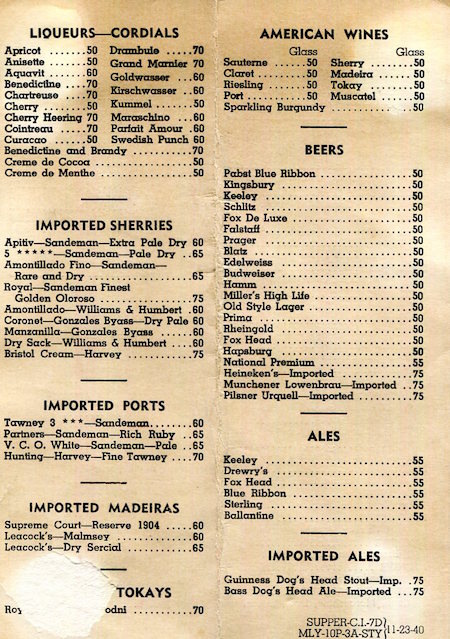 LIQUEURS—CORDIALS
Apricot ......50
Anisette .....50
Aquavit ......60
Benedictine ...70
Chartreuse ....70
Cherry .......50
Cherry Heering 70
Cointreau .....70
Curacao ......50
Drambuie ....70
Grand Marnier 70
Goldwasser ..60
Kirschwasser ..60
Kummel .....50
Maraschino ..60
Parfait Amour .60
Swedish Punch 60
Benedictine and Brandy ..........70
Creme de Cocoa ................50
Creme de Menthe ...............50
IMPORTED SHERRIES
Apitiv—Sandeman—Extra Pale Dry 60
5 *****—Sandeman—Pale Dry ..65
Amontillado Fino—Sandeman—
Rare and Dry ................65
Royal—Sandeman Finest
Golden Oloroso ..............75
Amontillado—Williams & Humbert .60
Coronet—Gonzales Byass—Dry Pale 60
Manzanilla—Gonzales Byass .....60
Dry Sack—Williams & Humbert ...60
Bristol Cream—Harvey ..........75
IMPORTED PORTS
Tawney 3 ***—Sandeman.......60
Partners—Sandeman—Rich Ruby ..65
V. C. O. White—Sandeman—Pale ..65
Hunting—Harvey—Fine Tawney ...70
IMPORTED MADEIRAS
Supreme Court—Reserve 1904 .....60
Leacock's—Malmsey .............60
Leacock's—Dry Sercial ..........65
TOKAYS
odni ............70
AMERICAN WINES
Glass
Sauterne .....50
Claret ........50
Riesling ......50
Port ..........50
Glass
Sherry .......50
Madeira .....50
Tokay .......50
Muscatel .....50
Sparkling Burgundy ...............50
BEERS
Pabst Blue Ribbon .................50
Kingsbury ........................50
Keeley ...........................50
Schlitz ...........................50
Fox De Luxe ......................50
Falstaff ..........................50
Prager ...........................50
Blatz .............................50
Edelweiss ........................50
Budweiser .......................50
Hamm ...........................50
Miller's High Life .................50
Old Style Lager ...................50
Prima ............................50
Rheingold ........................50
Fox Head ........................50
Hapsburg ........................50
National Premium .................55
Heineken's—Imported .............75
Munchener Lowenbrau—Imported ..75
Pilsner Urquell—Imported ..........75
ALES
Keeley ...........................55
Drewry's .........................55
Fox Head ........................55
Blue Ribbon ......................55
Sterling ..........................55
Ballantine ........................55
IMPORTED ALES
Guinness Dog's Head Stout—Imp. .75
Bass Dog's Head Ale—Imported ...75
SUPPER-C.I.-7D
MLY-10P-3A-STY
11-23-40